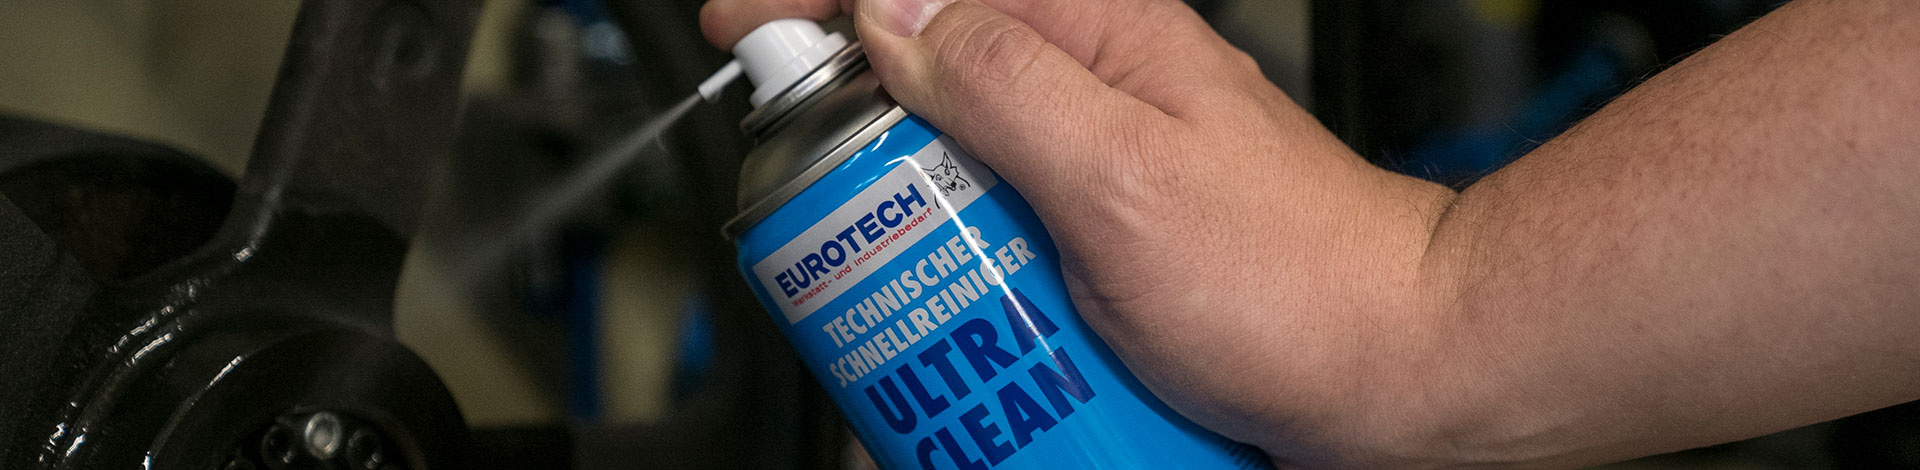 EUROTECH
Werkstatt- und Industriebedarf
®
TECHNISCHER
SCHNELLREINIGER
ULTRA
CLEAN